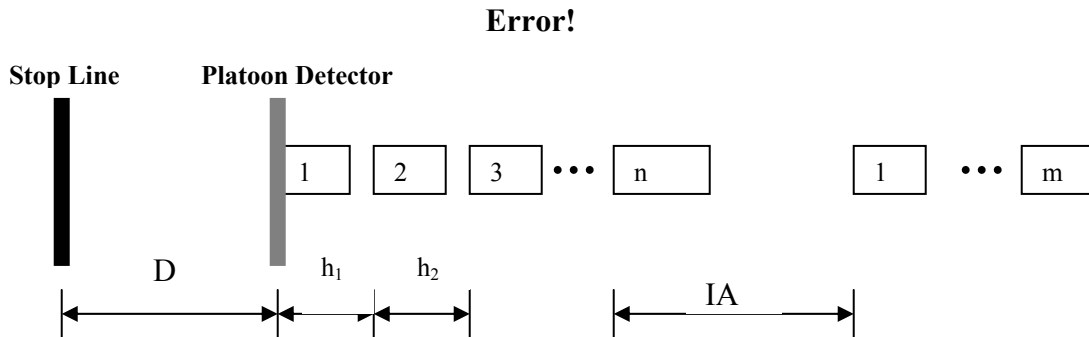 Error!
Stop Line Platoon Detector
1 2 3 ••• n 1 ••• m
D h₁ h₂ IA